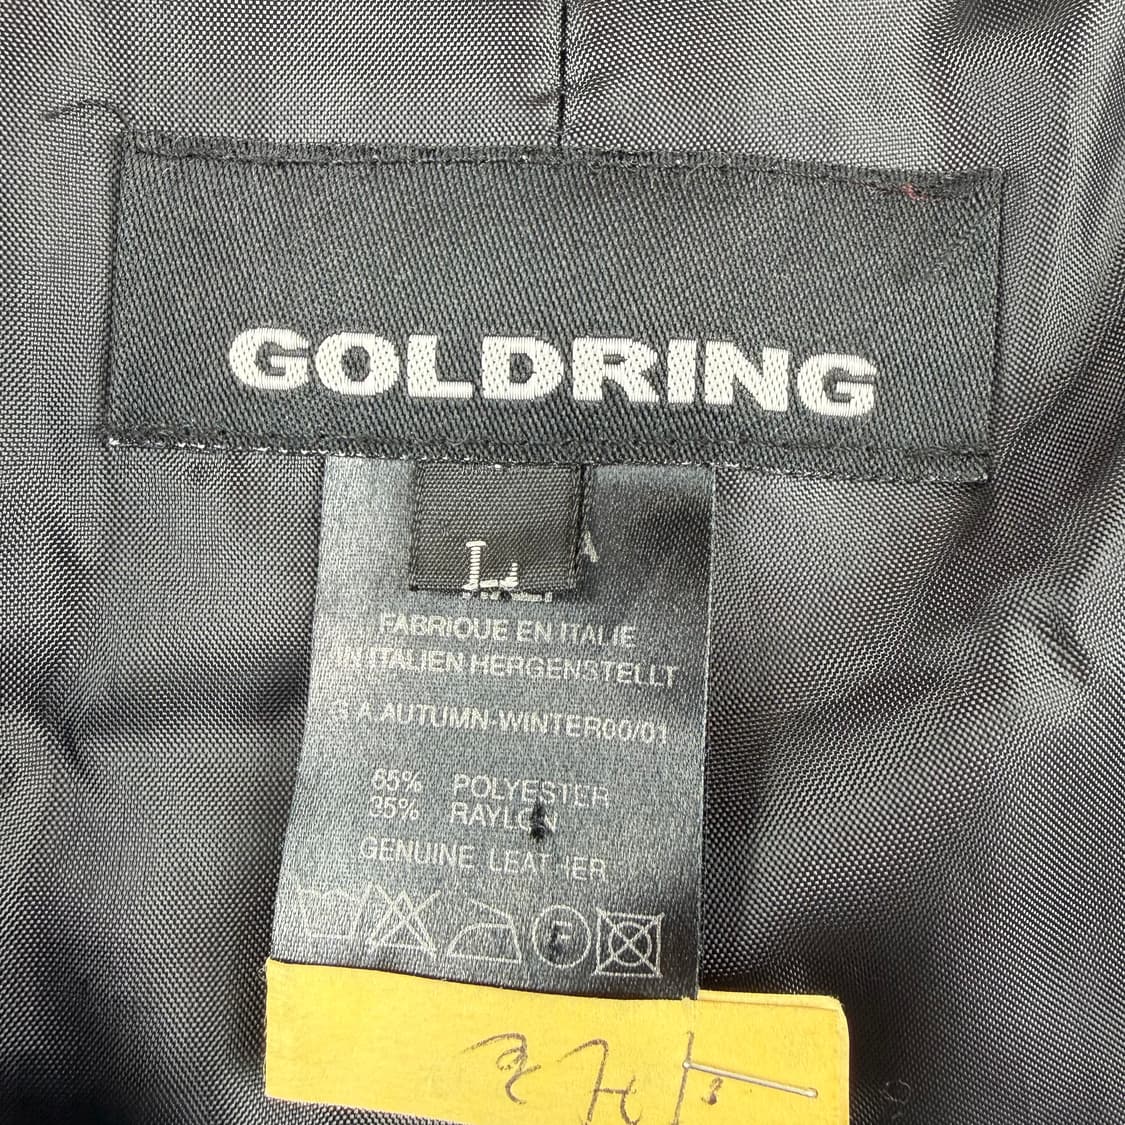 GOLDRING
L
A
FABRIQUE EN ITALIE
IN ITALIEN HERGENSTELLT
A AUTUMN-WINTER00/01
65% POLYESTER
35% RAYLON
GENUINE LEATHER
F